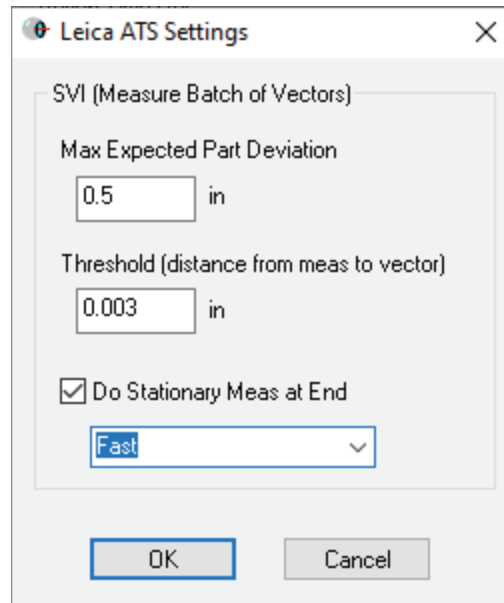 Leica ATS Settings
SVI (Measure Batch of Vectors)
Max Expected Part Deviation
0.5 in
Threshold (distance from meas to vector)
0.003 in
Do Stationary Meas at End
Fast
OK Cancel